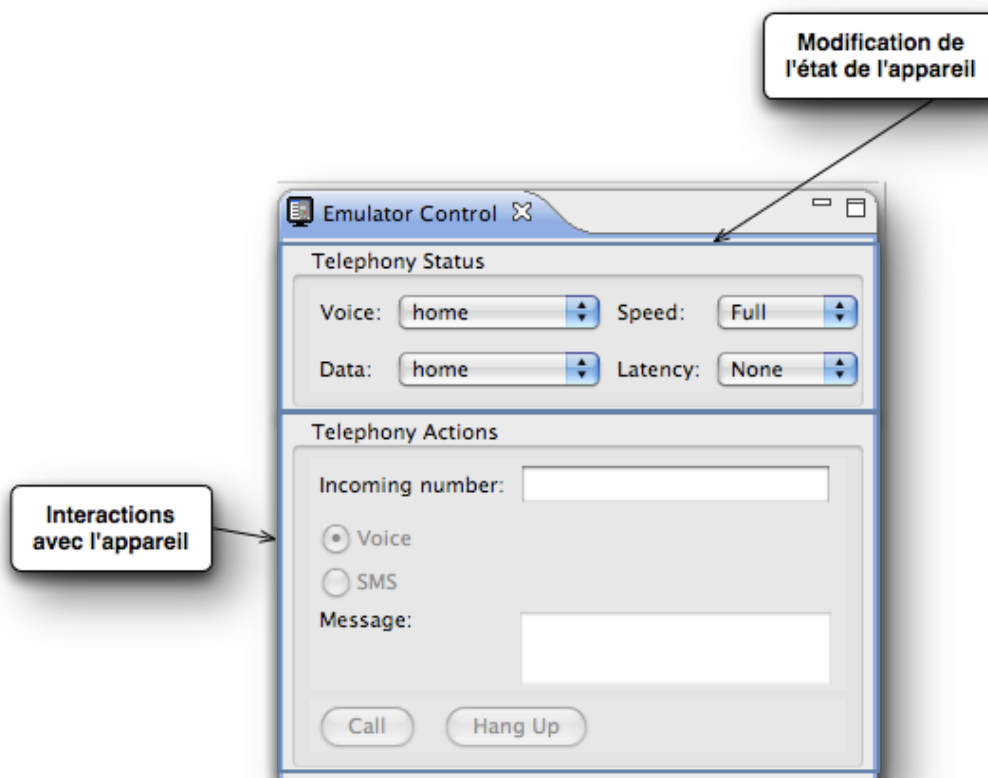 Modification de
l'état de l'appareil
Emulator Control
Telephony Status
Voice: home Speed: Full
Data: home Latency: None
Telephony Actions
Incoming number:
Interactions
avec l'appareil
Voice
SMS
Message:
Call Hang Up